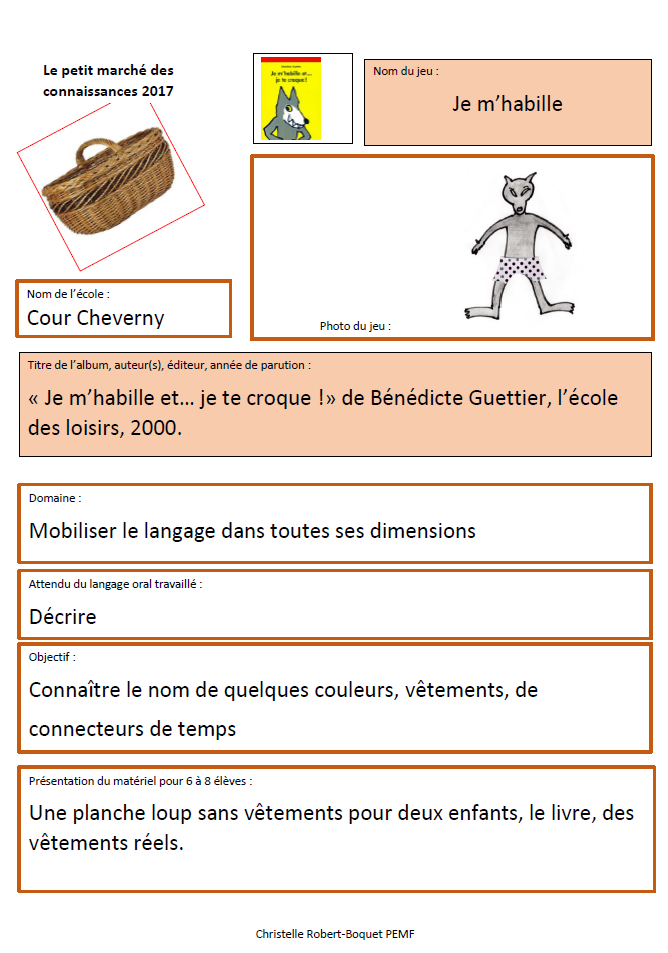 Le petit marché des
connaissances 2017
Je m'habille et...
je te croque !
Nom du jeu :
Je m'habille
Photo du jeu :
Nom de l'école :
Cour Cheverny
Titre de l'album, auteur(s), éditeur, année de parution :
« Je m'habille et… je te croque !» de Bénédicte Guettier, l'école
des loisirs, 2000.
Domaine :
Mobiliser le langage dans toutes ses dimensions
Attendu du langage oral travaillé :
Décrire
Objectif :
Connaître le nom de quelques couleurs, vêtements, de
connecteurs de temps
Présentation du matériel pour 6 à 8 élèves :
Une planche loup sans vêtements pour deux enfants, le livre, des
vêtements réels.
Christelle Robert-Boquet PEMF